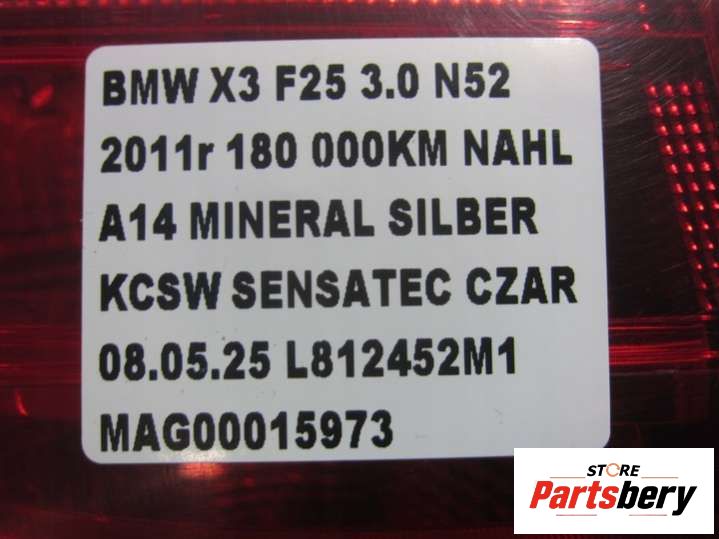 BMW X3 F25 3.0 N52
2011r 180 000KM NAHL
A14 MINERAL SILBER
KCSW SENSATEC CZAR
08.05.25 L812452M1
MAG00015973
STORE
Partsbery